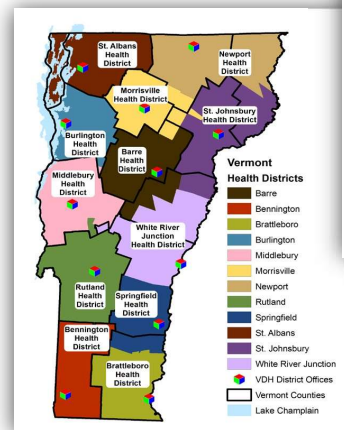 St. Albans
Health District
Newport
Health
District
Morrisville
Health District
St. Johnsbury
Health District
Burlington
Health
District
Barre
Health
District
Middlebury
Health
District
White River
Junction
Health District
Rutland
Health
District
Springfield
Health
District
Bennington
Health
District
Brattleboro
Health
District
Vermont
Health Districts
Barre
Bennington
Brattleboro
Burlington
Middlebury
Morrisville
Newport
Rutland
Springfield
St. Albans
St. Johnsbury
White River Junction
VDH District Offices
Vermont Counties
Lake Champlain